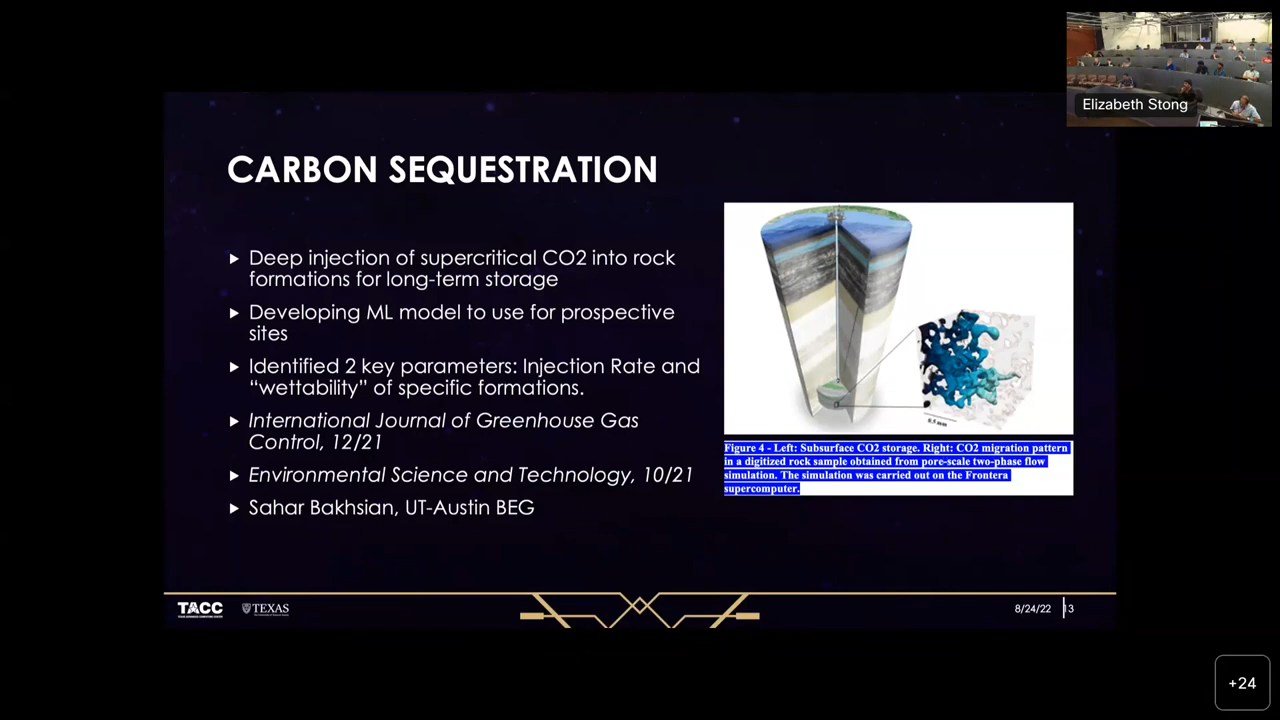 Elizabeth Stong
CARBON SEQUESTRATION
Deep injection of supercritical CO2 into rock
formations for long-term storage
Developing ML model to use for prospective
sites
Identified 2 key parameters: Injection Rate and
“wettability” of specific formations.
International Journal of Greenhouse Gas
Control, 12/21
Environmental Science and Technology, 10/21
Sahar Bakhsian, UT-Austin BEG
0.5 mm
Figure 4 - Left: Subsurface CO2 storage. Right: CO2 migration pattern
in a digitized rock sample obtained from pore-scale two-phase flow
simulation. The simulation was carried out on the Frontera
supercomputer.
TACC
TEXAS
8/24/22
13
+24